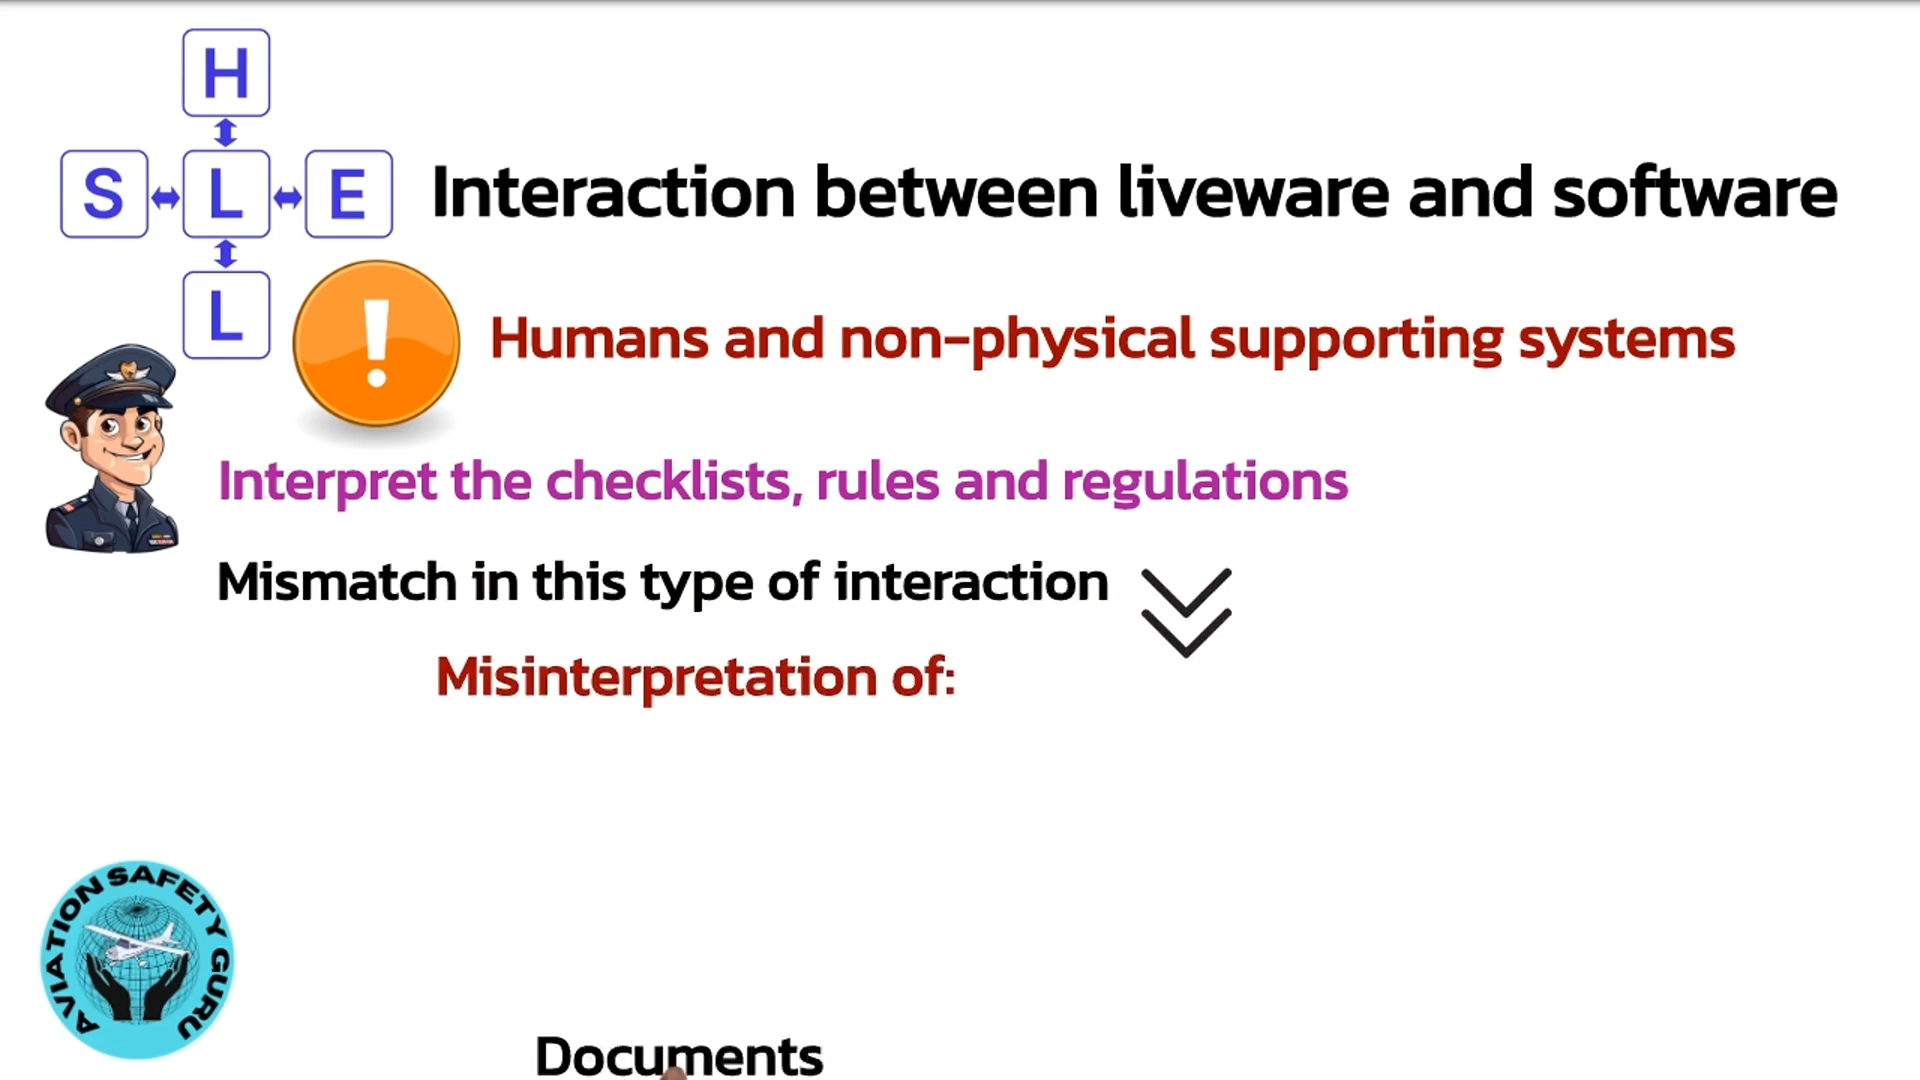 H
S L E
L
Interaction between liveware and software
!
Humans and non-physical supporting systems
Interpret the checklists, rules and regulations
Mismatch in this type of interaction
Misinterpretation of:
AVIATION SAFETY GURU
Documents